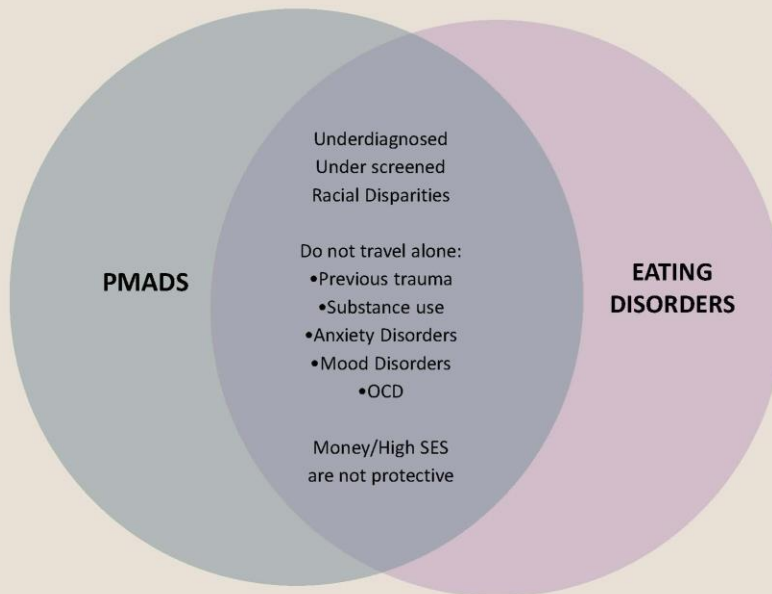 PMADS
Underdiagnosed
Under screened
Racial Disparities
Do not travel alone:
•Previous trauma
•Substance use
•Anxiety Disorders
•Mood Disorders
•OCD
Money/High SES
are not protective
EATING
DISORDERS